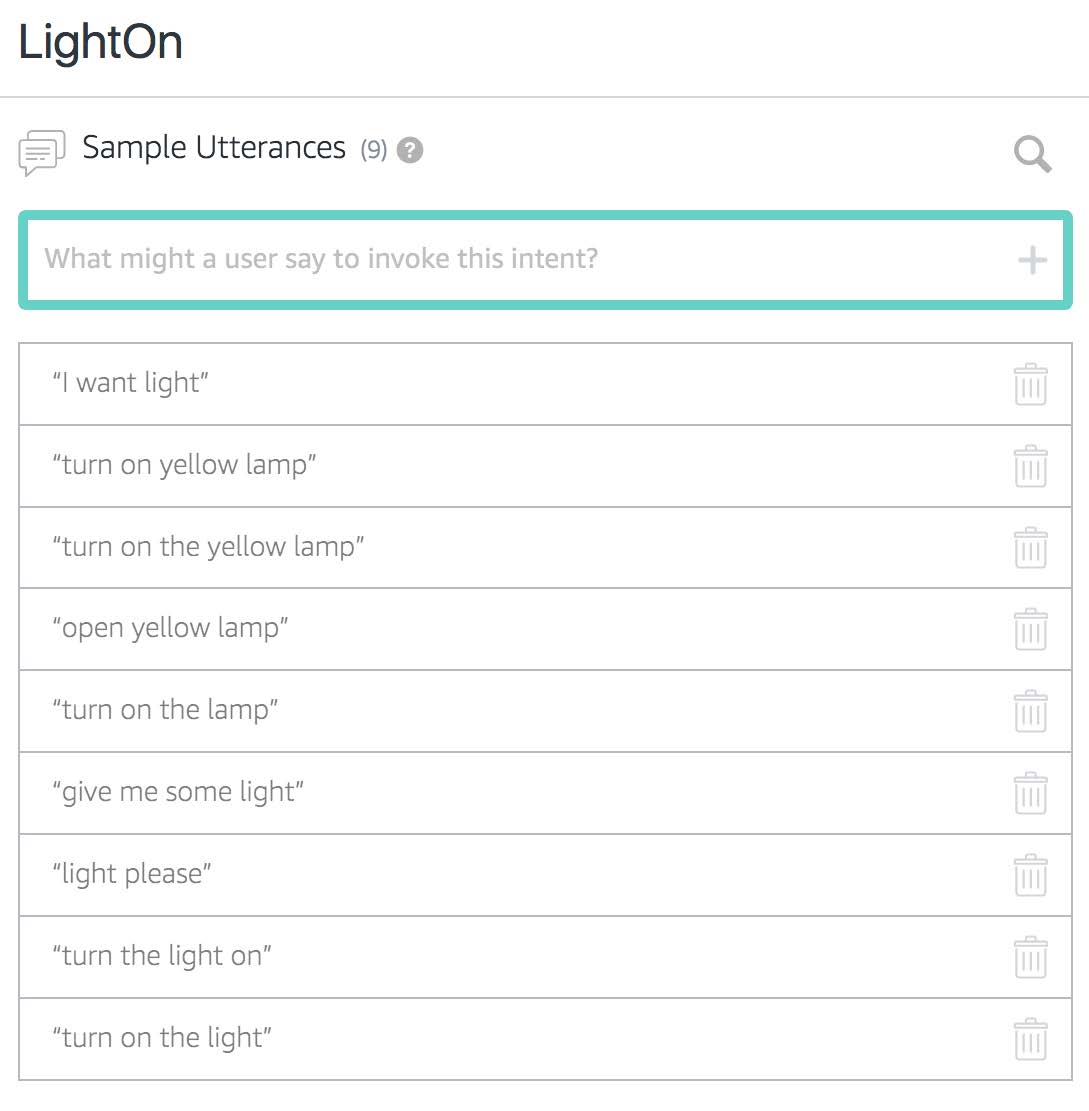 LightOn
Sample Utterances (9) ?
What might a user say to invoke this intent?
“I want light”
“turn on yellow lamp”
“turn on the yellow lamp”
“open yellow lamp”
“turn on the lamp”
“give me some light”
“light please”
“turn the light on”
“turn on the light”